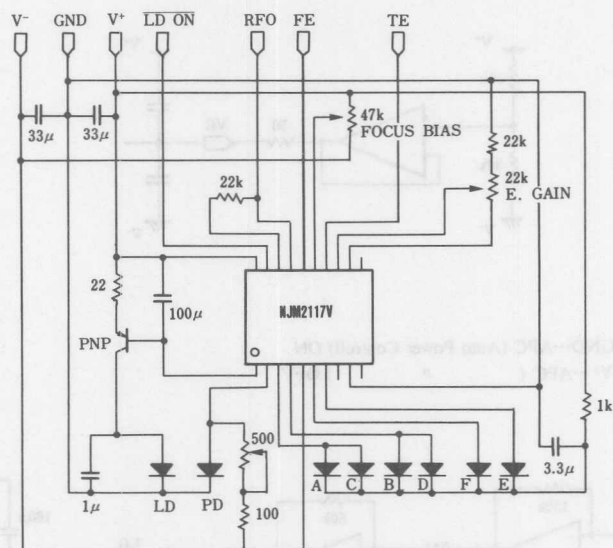 V⁻ GND V⁺ LD O̅N̅ RFO FE TE
33μ 33μ
47k
FOCUS BIAS
22k
22k
22k
E. GAIN
22
100μ
NJM2117V
PNP
500
1k
1μ
LD
PD
100
A C B D F E
3.3μ